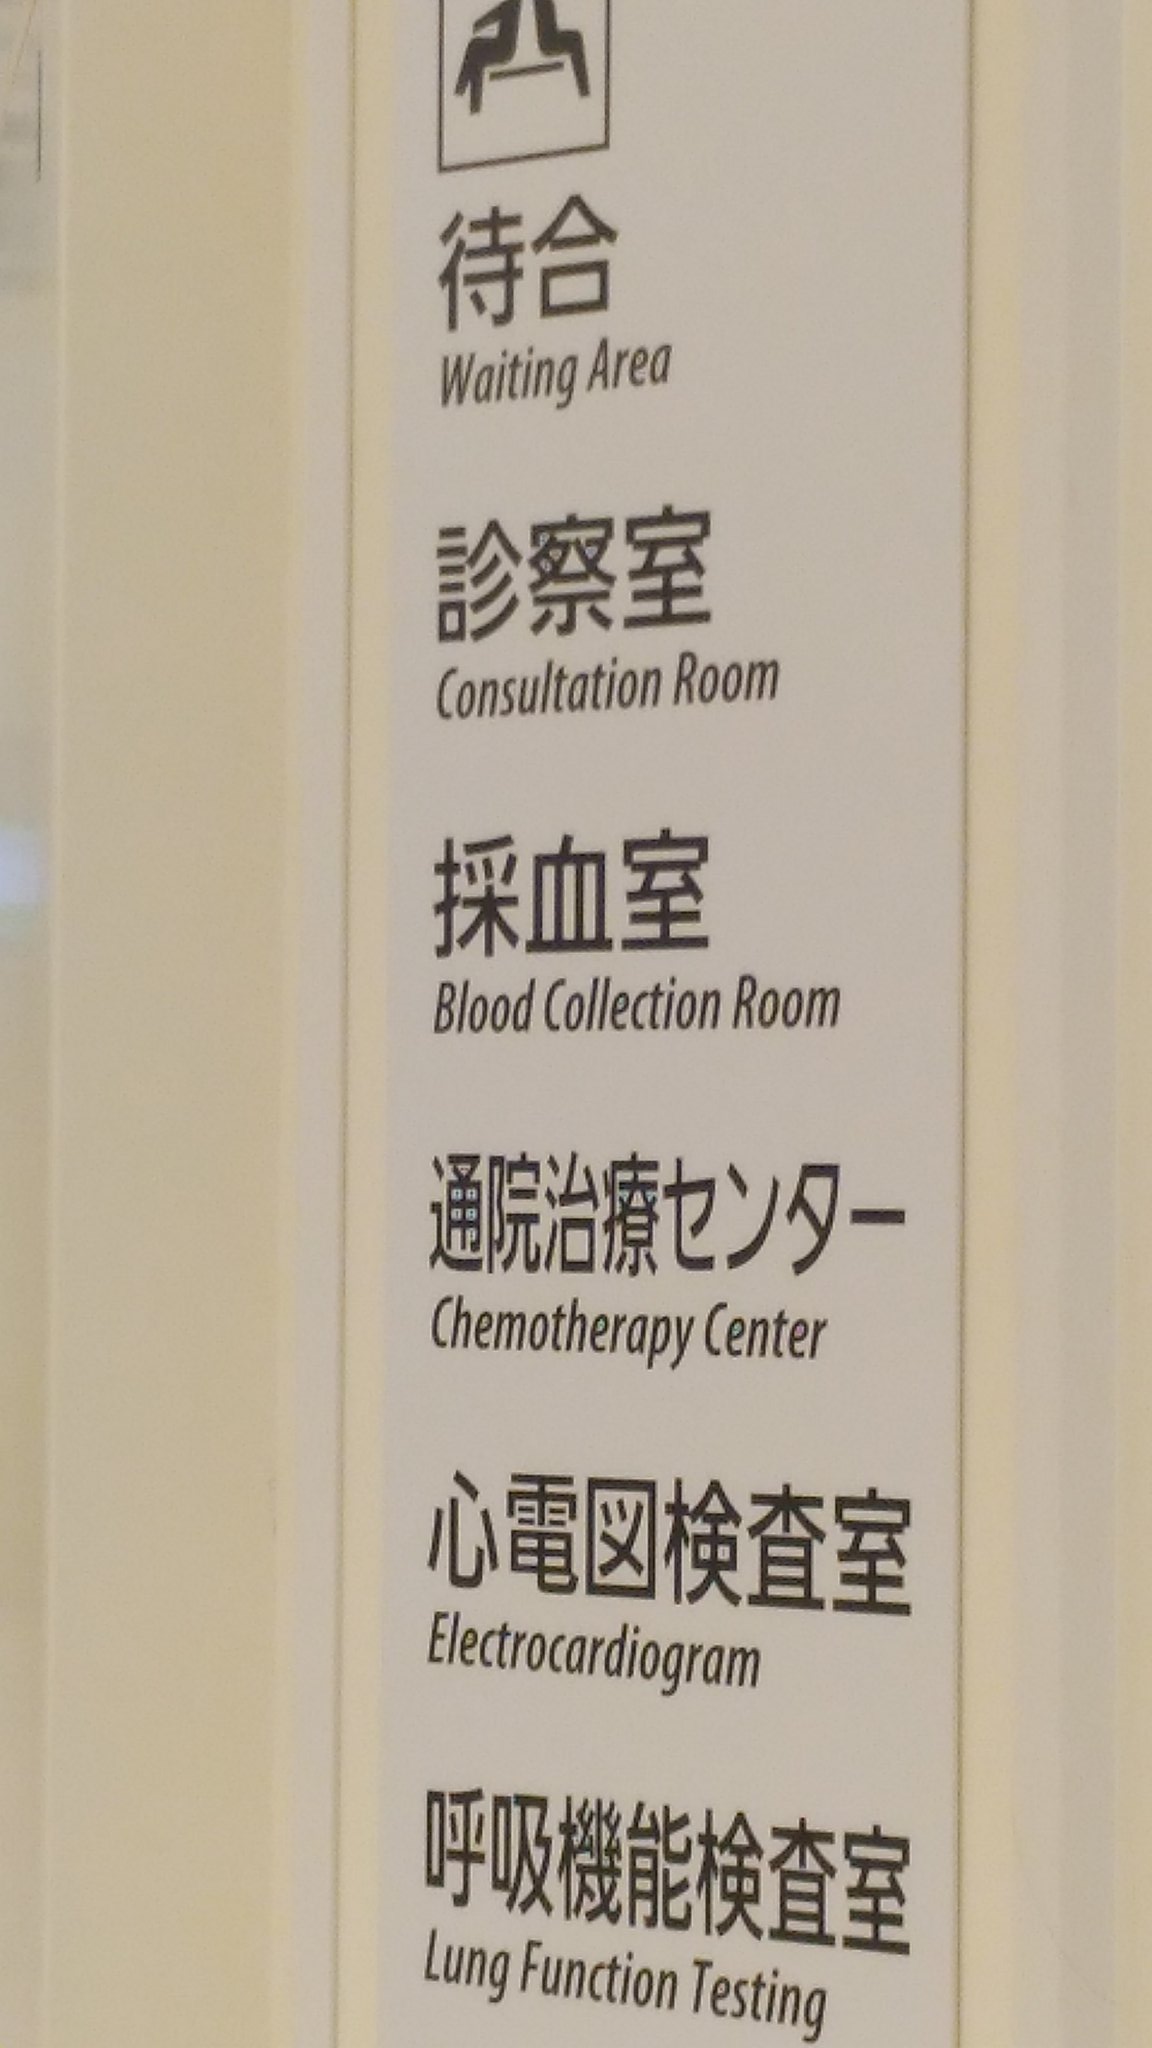 待合
Waiting Area
診察室
Consultation Room
採血室
Blood Collection Room
通院治療センター
Chemotherapy Center
心電図検査室
Electrocardiogram
呼吸機能検査室
Lung Function Testing